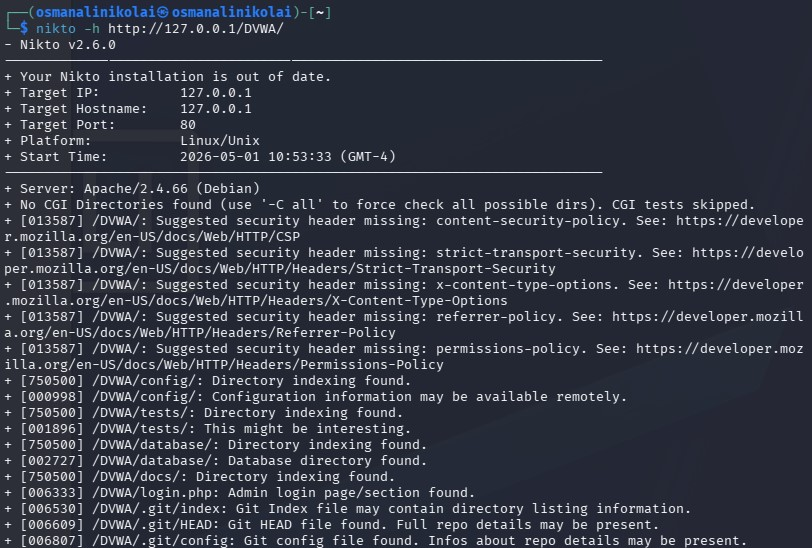 ┌──(osmanalinikolai㉿osmanalinikolai)-[~]
└─$ nikto -h http://127.0.0.1/DVWA/
- Nikto v2.6.0
---------------------------------------------------------------------------
+ Your Nikto installation is out of date.
+ Target IP:          127.0.0.1
+ Target Hostname:    127.0.0.1
+ Target Port:        80
+ Platform:           Linux/Unix
+ Start Time:         2026-05-01 10:53:33 (GMT-4)
---------------------------------------------------------------------------
+ Server: Apache/2.4.66 (Debian)
+ No CGI Directories found (use '-C all' to force check all possible dirs). CGI tests skipped.
+ [013587] /DVWA/: Suggested security header missing: content-security-policy. See: https://develope
r.mozilla.org/en-US/docs/Web/HTTP/CSP
+ [013587] /DVWA/: Suggested security header missing: strict-transport-security. See: https://develo
per.mozilla.org/en-US/docs/Web/HTTP/Headers/Strict-Transport-Security
+ [013587] /DVWA/: Suggested security header missing: x-content-type-options. See: https://developer
.mozilla.org/en-US/docs/Web/HTTP/Headers/X-Content-Type-Options
+ [013587] /DVWA/: Suggested security header missing: referrer-policy. See: https://developer.mozill
a.org/en-US/docs/Web/HTTP/Headers/Referrer-Policy
+ [013587] /DVWA/: Suggested security header missing: permissions-policy. See: https://developer.moz
illa.org/en-US/docs/Web/HTTP/Headers/Permissions-Policy
+ [750500] /DVWA/config/: Directory indexing found.
+ [000998] /DVWA/config/: Configuration information may be available remotely.
+ [750500] /DVWA/tests/: Directory indexing found.
+ [001896] /DVWA/tests/: This might be interesting.
+ [750500] /DVWA/database/: Directory indexing found.
+ [002727] /DVWA/database/: Database directory found.
+ [750500] /DVWA/docs/: Directory indexing found.
+ [006333] /DVWA/login.php: Admin login page/section found.
+ [006530] /DVWA/.git/index: Git Index file may contain directory listing information.
+ [006609] /DVWA/.git/HEAD: Git HEAD file found. Full repo details may be present.
+ [006807] /DVWA/.git/config: Git config file found. Infos about repo details may be present.